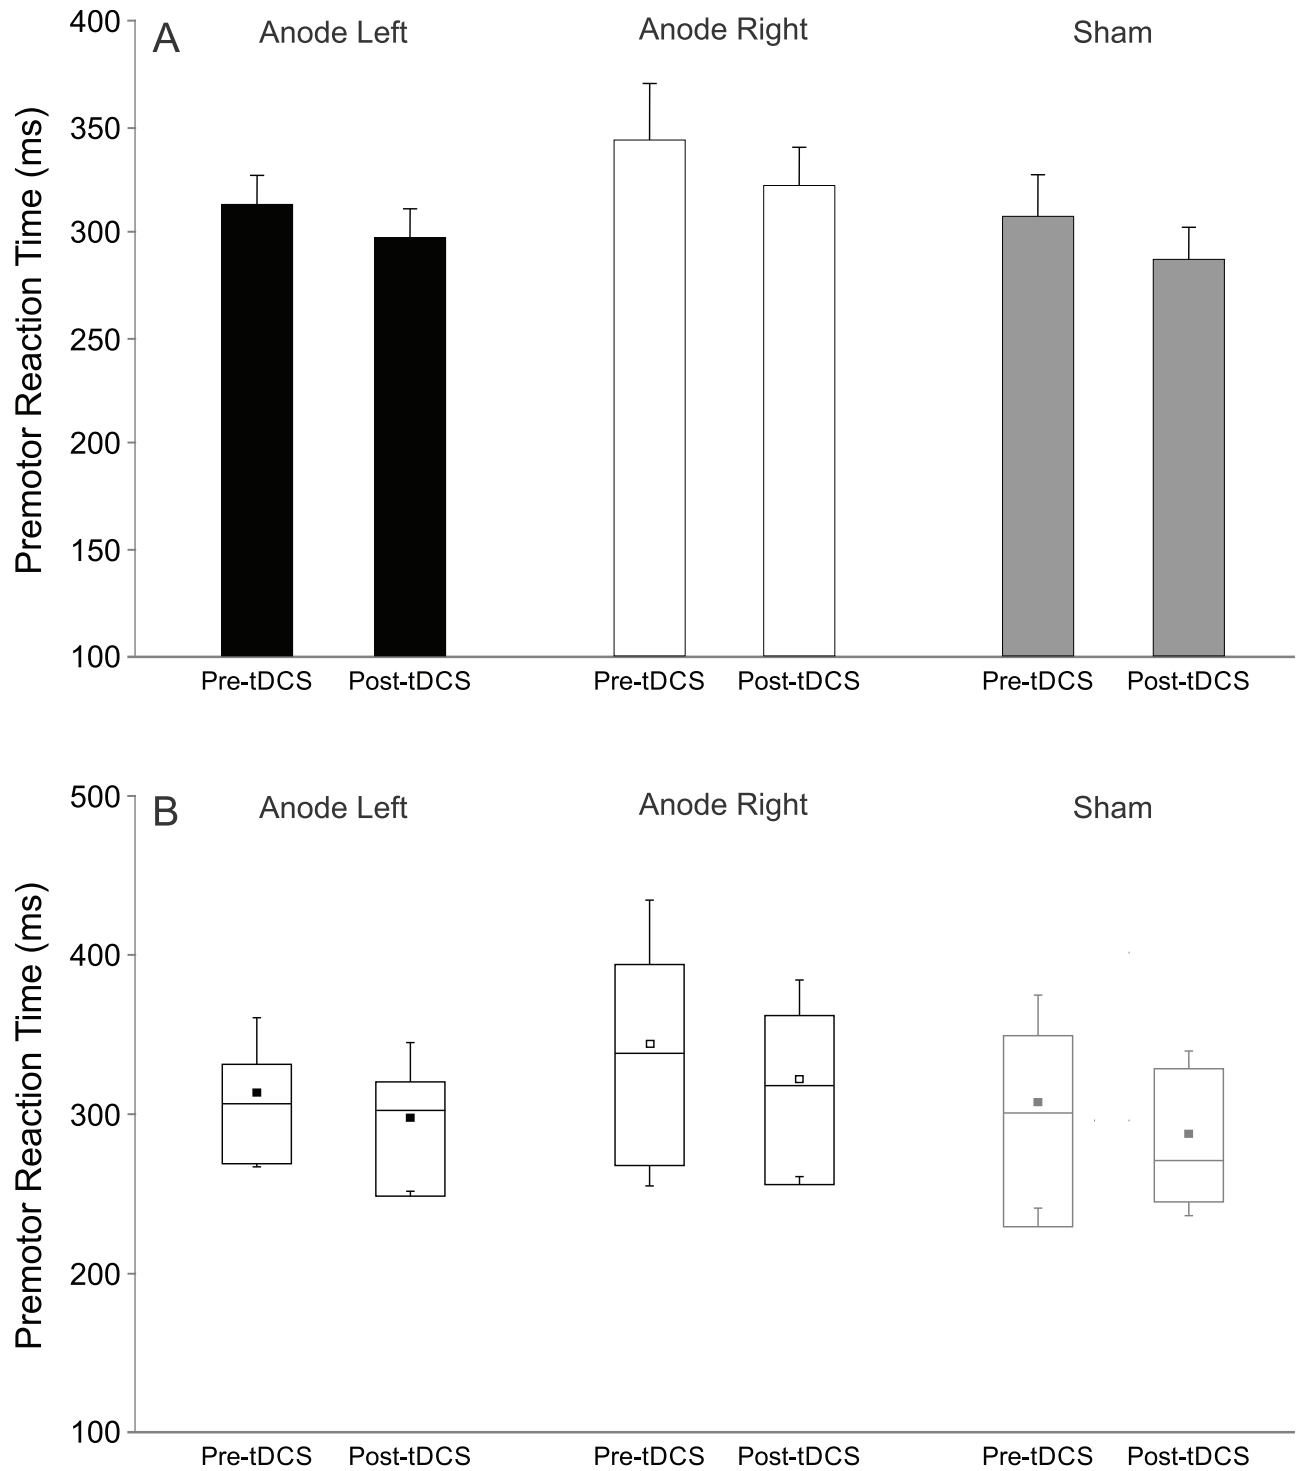 A Anode Left Anode Right Sham
Premotor Reaction Time (ms)
400
350
300
250
200
150
100
Pre-tDCS Post-tDCS Pre-tDCS Post-tDCS Pre-tDCS Post-tDCS
B Anode Left Anode Right Sham
Premotor Reaction Time (ms)
500
400
300
200
100
Pre-tDCS Post-tDCS Pre-tDCS Post-tDCS Pre-tDCS Post-tDCS